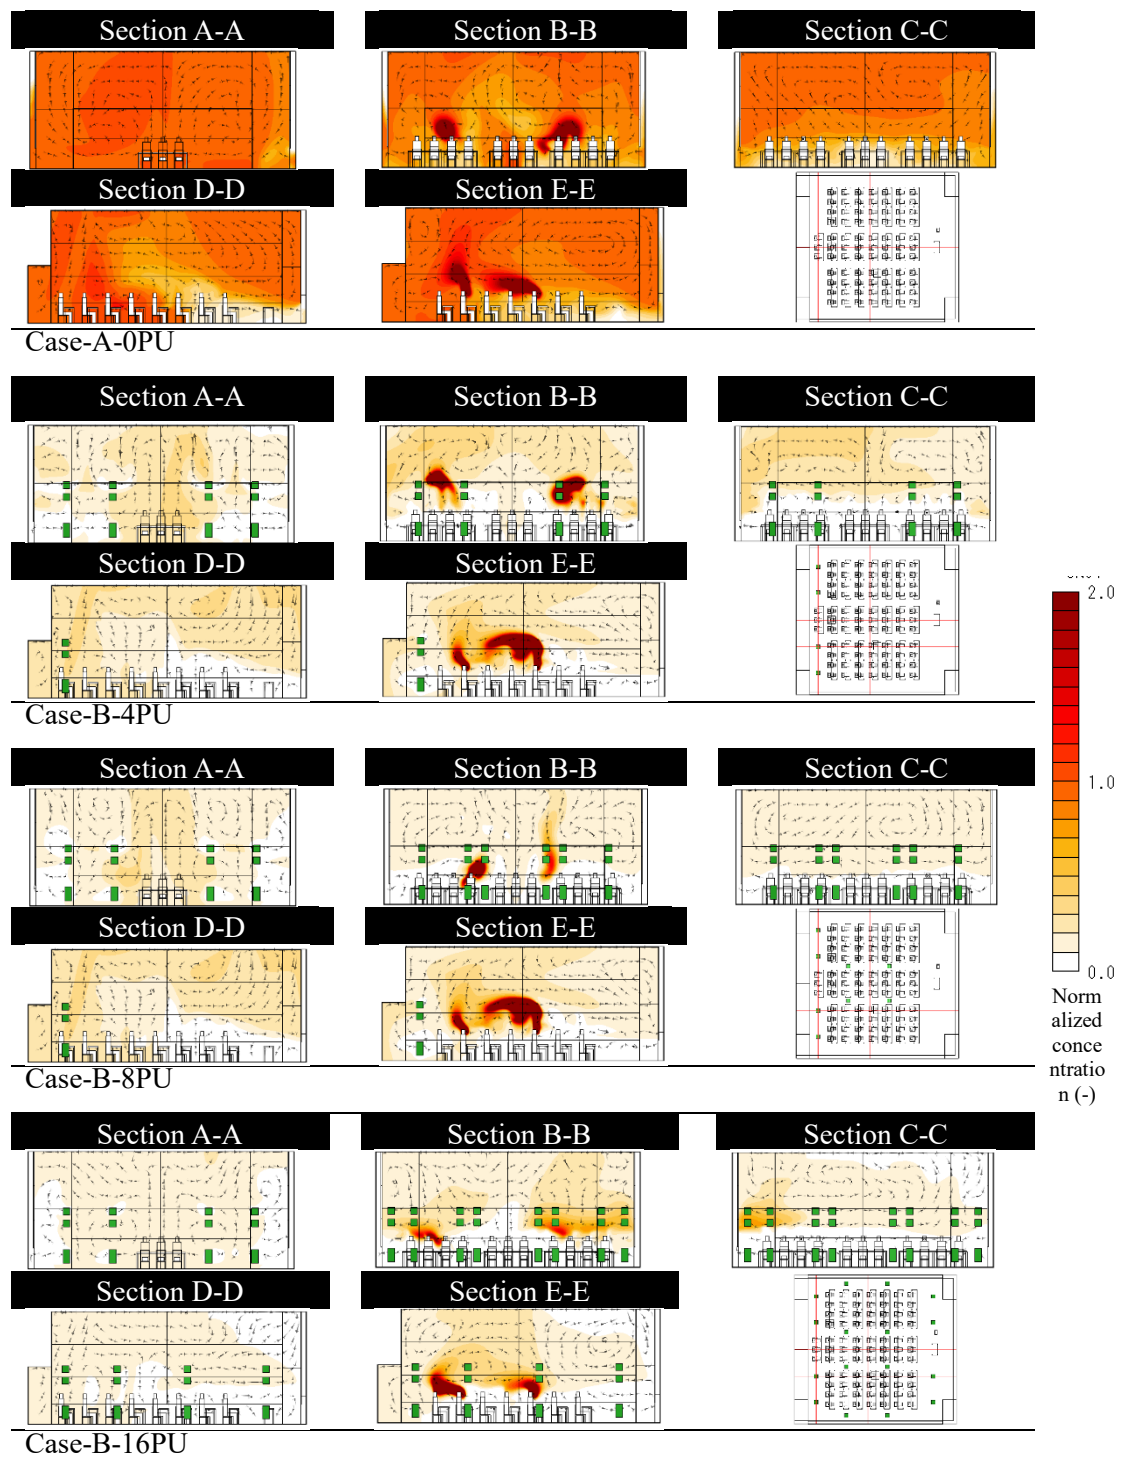 Section A-A
Section B-B
Section C-C
Section D-D
Section E-E
Case-A-0PU
Section A-A
Section B-B
Section C-C
Section D-D
Section E-E
Case-B-4PU
2.0
1.0
0.0
Norm
alized
conce
ntratio
n (-)
Section A-A
Section B-B
Section C-C
Section D-D
Section E-E
Case-B-8PU
Section A-A
Section B-B
Section C-C
Section D-D
Section E-E
Case-B-16PU